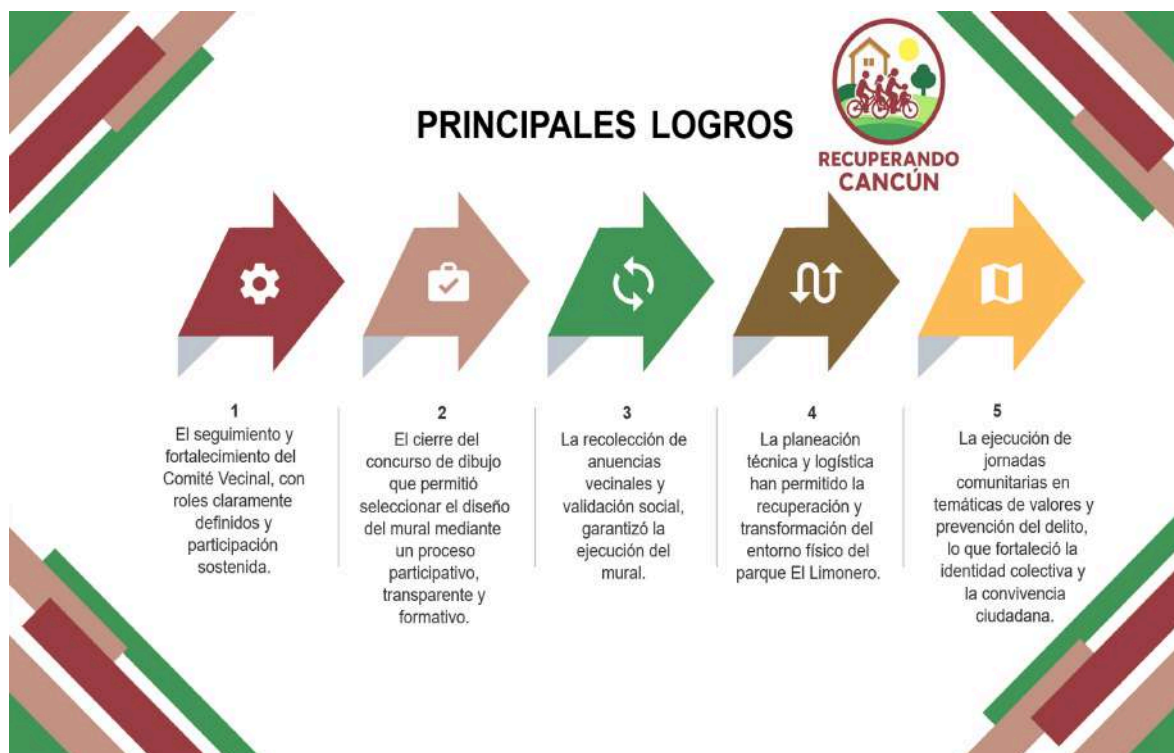 PRINCIPALES LOGROS
RECUPERANDO
CANCÚN
1
El seguimiento y
fortalecimiento del
Comité Vecinal, con
roles claramente
definidos y
participación
sostenida.
2
El cierre del
concurso de dibujo
que permitió
seleccionar el diseño
del mural mediante
un proceso
participativo,
transparente y
formativo.
3
La recolección de
anuencias
vecinales y
validación social,
garantizó la
ejecución del
mural.
4
La planeación
técnica y logística
han permitido la
recuperación y
transformación del
entorno físico del
parque El Limonero.
5
La ejecución de
jornadas
comunitarias en
temáticas de valores y
prevención del delito,
lo que fortaleció la
identidad colectiva y
la convivencia
ciudadana.